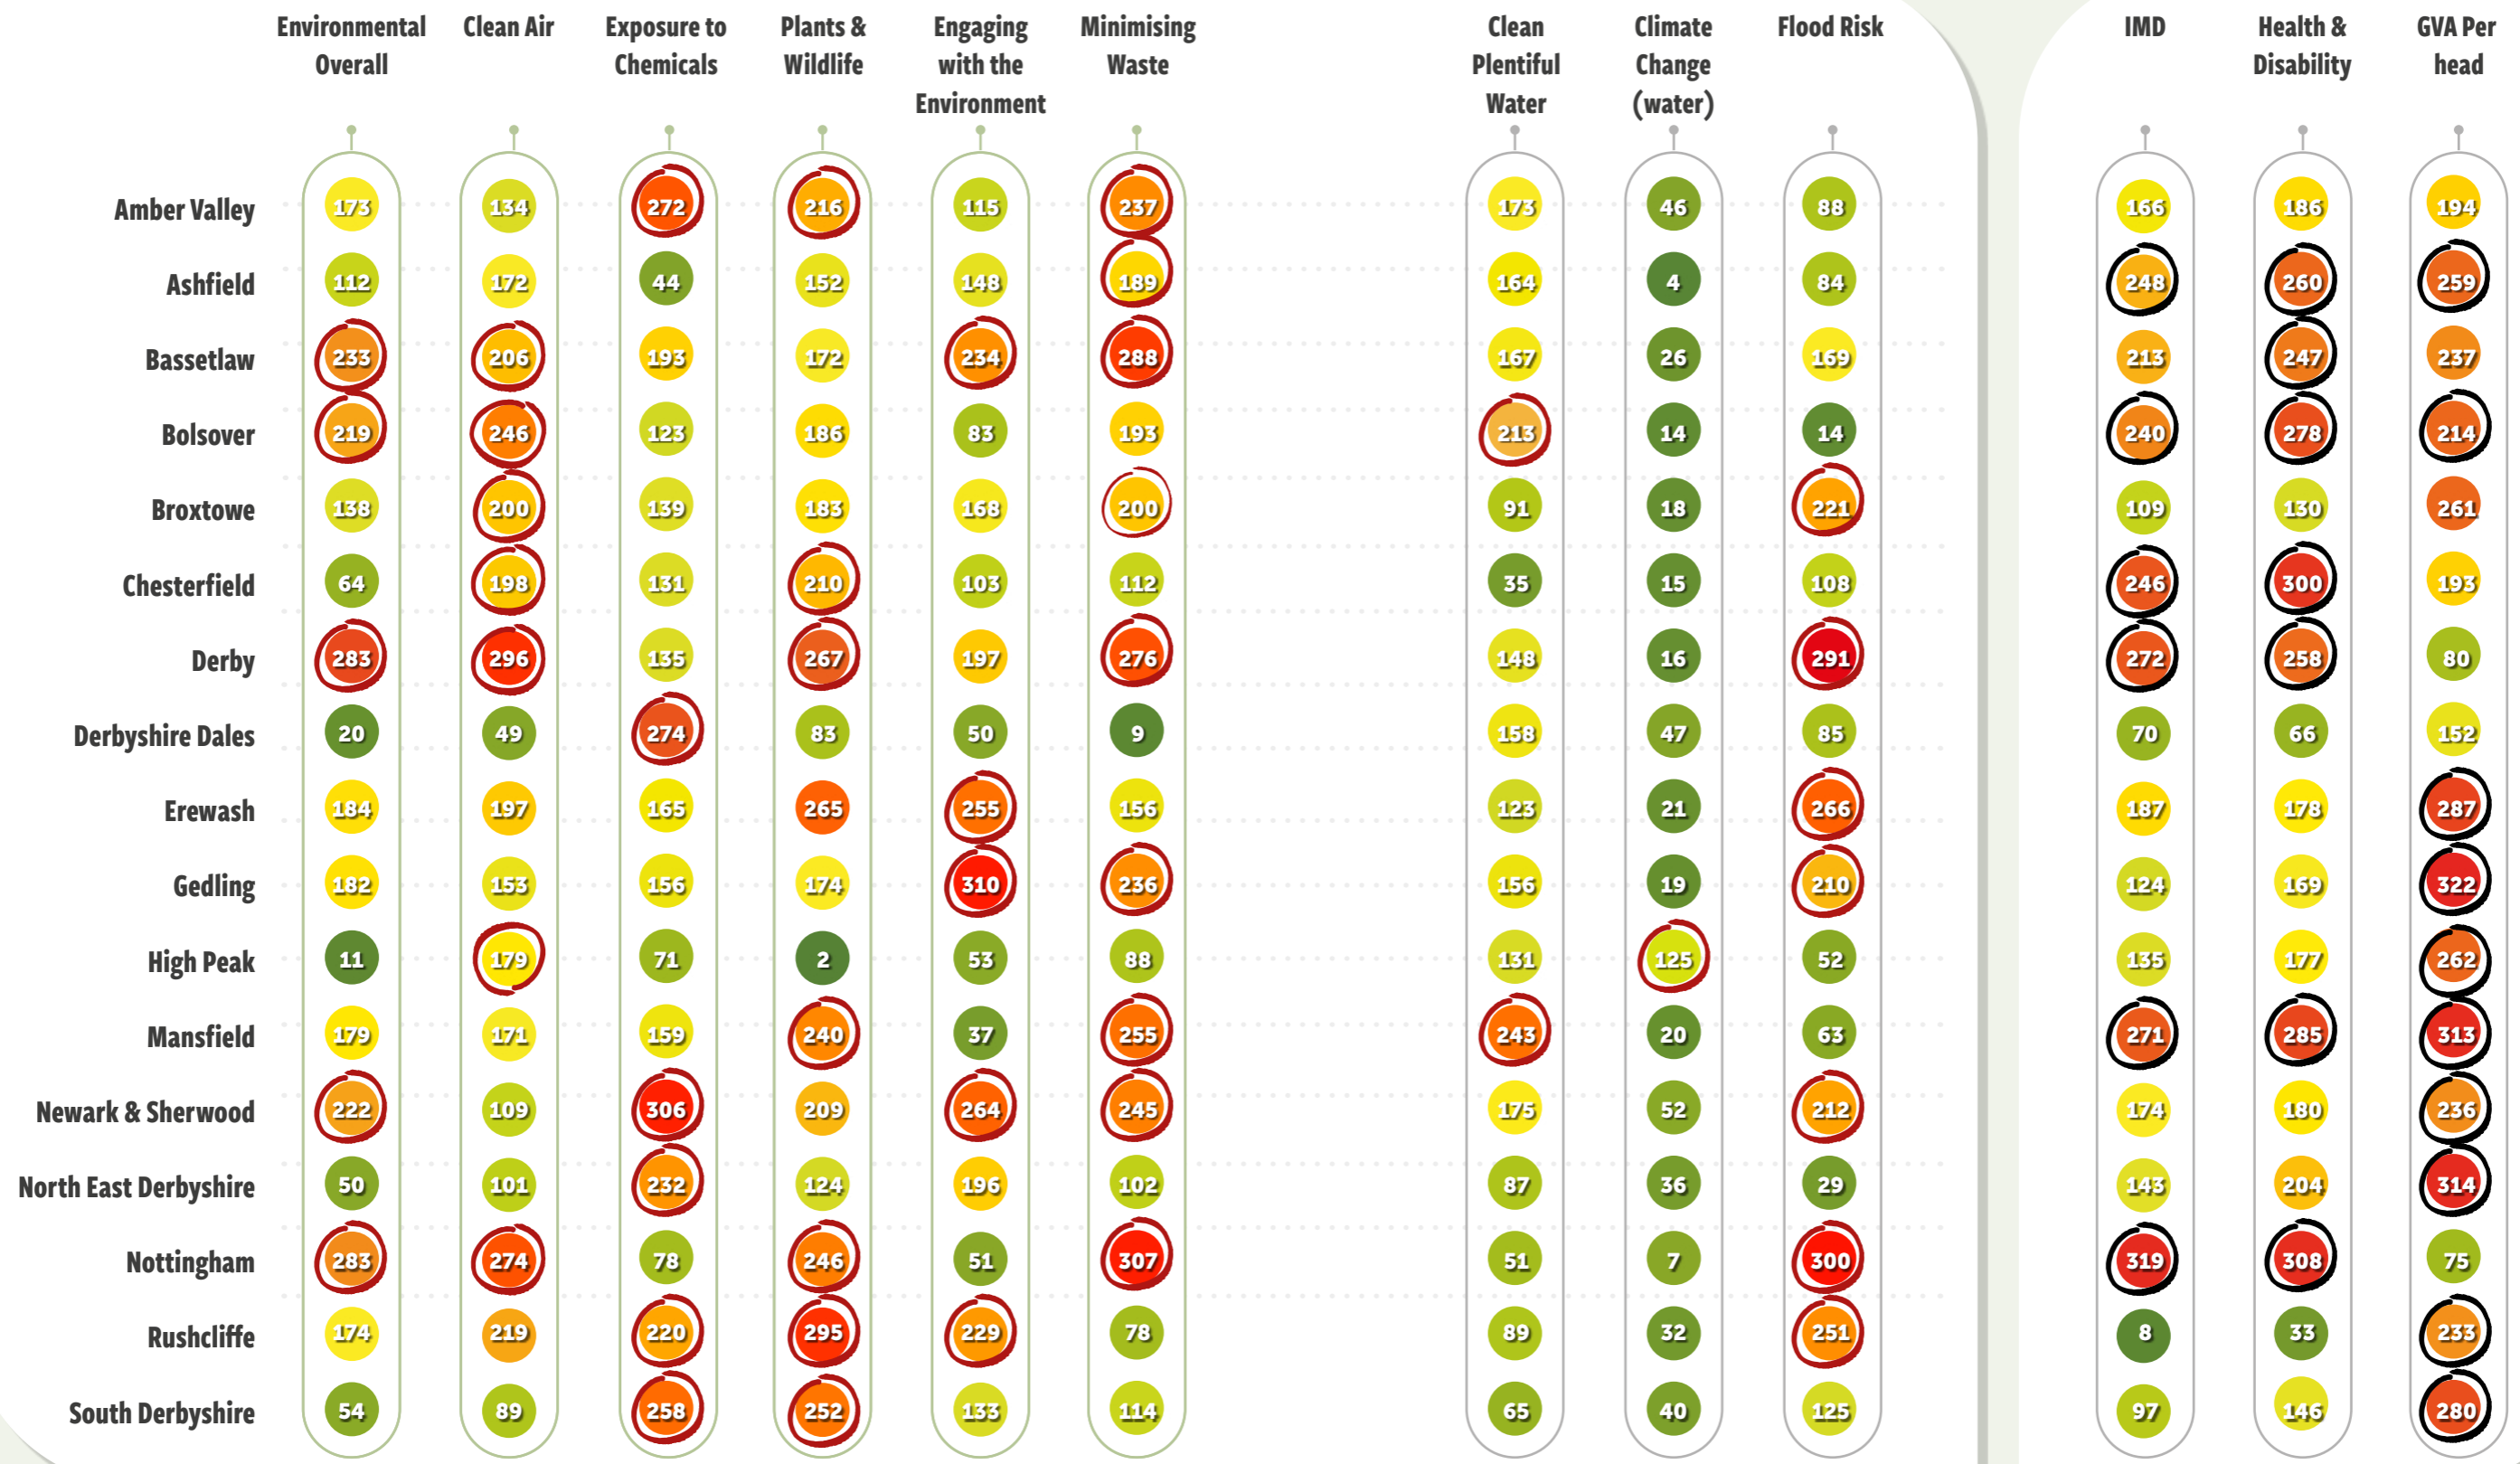 Environmental Clean Air Exposure to Plants & Engaging Minimising Clean Climate Flood Risk IMD Health & GVA Per
Overall Chemicals Wildlife with the Waste Plentiful Change Disability head
Environment Water (water)
Amber Valley 173 134 272 216 115 237 173 46 88 166 186 194
Ashfield 112 172 44 152 148 189 164 4 84 248 260 259
Bassetlaw 233 206 193 172 234 288 167 26 169 213 247 237
Bolsover 219 246 123 186 83 193 213 14 14 240 278 214
Broxtowe 138 200 139 183 168 200 91 18 221 109 130 261
Chesterfield 64 198 131 210 103 112 35 15 108 246 300 193
Derby 283 296 135 267 197 276 148 16 291 272 258 80
Derbyshire Dales 20 49 274 83 50 9 158 47 85 70 66 152
Erewash 184 197 165 265 255 156 123 21 266 187 178 287
Gedling 182 153 156 174 310 236 156 19 210 124 169 322
High Peak 11 179 71 2 53 88 131 125 52 135 177 262
Mansfield 179 171 159 240 37 255 243 20 63 271 285 313
Newark & Sherwood 222 109 306 209 264 245 175 52 212 174 180 236
North East Derbyshire 50 101 232 124 196 102 87 36 29 143 204 314
Nottingham 283 274 78 246 51 307 51 7 300 319 308 75
Rushcliffe 174 219 220 295 229 78 89 32 251 8 33 233
South Derbyshire 54 89 258 252 133 114 65 40 125 97 146 280